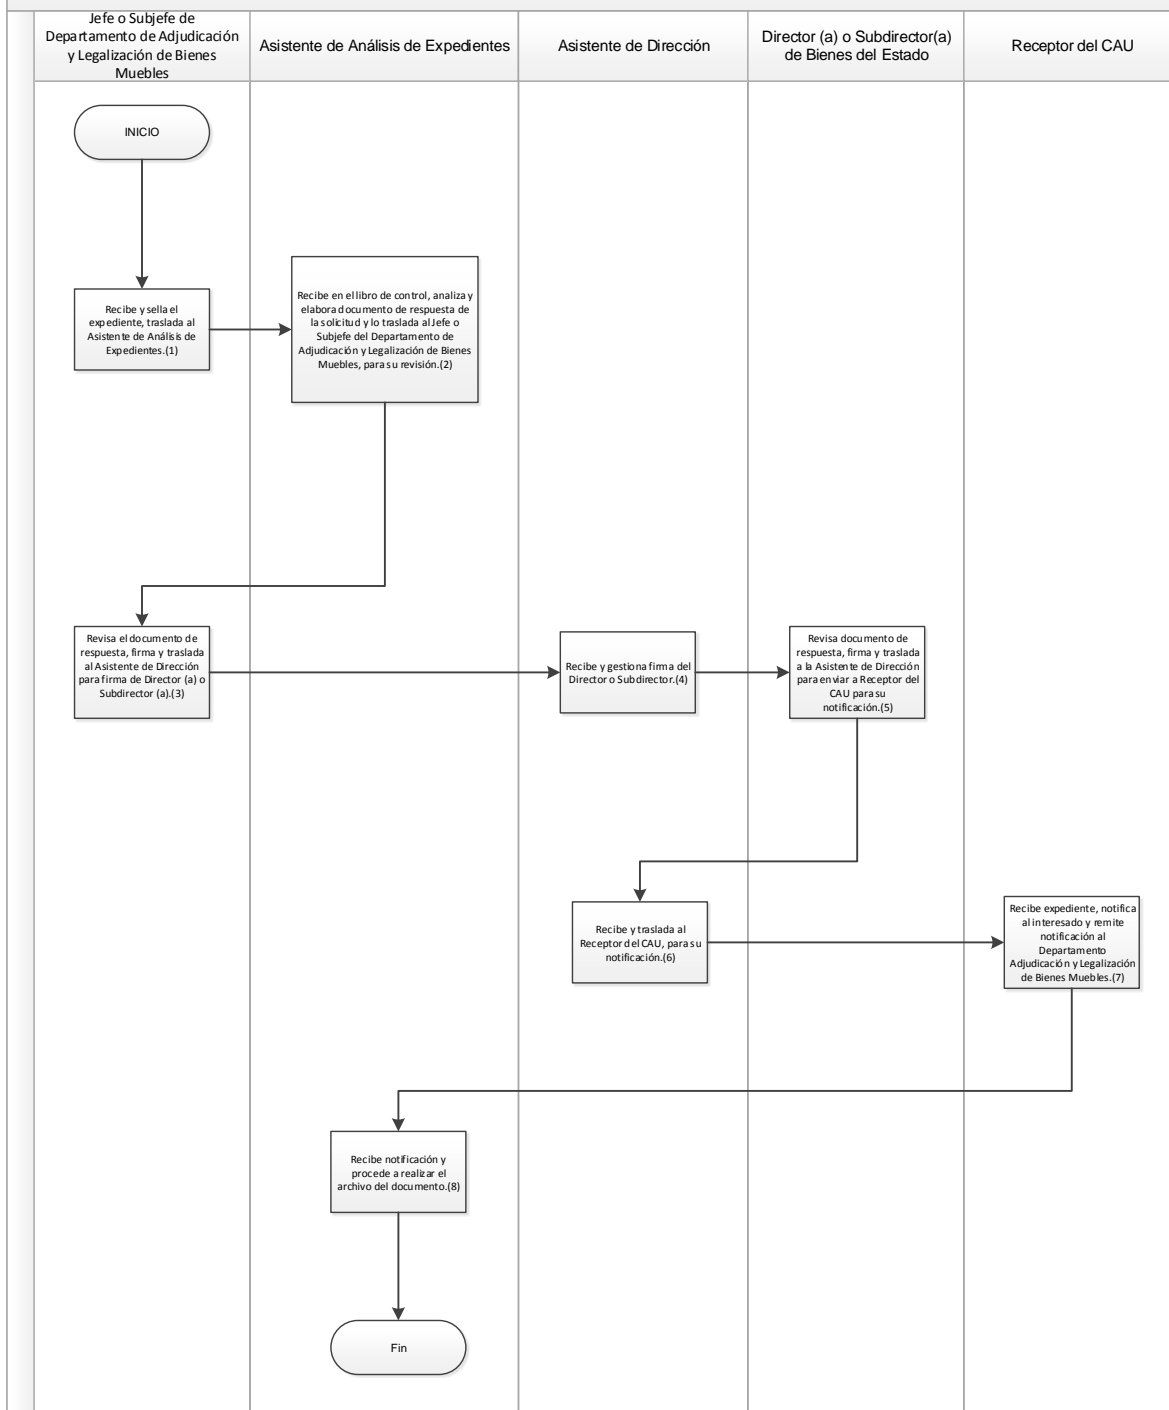 Jefe o Subjefe de
Departamento de Adjudicación
y Legalización de Bienes
Muebles
Asistente de Análisis de Expedientes
Asistente de Dirección
Director (a) o Subdirector(a)
de Bienes del Estado
Receptor del CAU
INICIO
Recibe y sella el
expediente, traslada al
Asistente de Análisis de
Expedientes.(1)
Recibe en el libro de control, analiza y
elabora documento de respuesta de
la solicitud y lo traslada al Jefe o
Subjefe del Departamento de
Adjudicación y Legalización de Bienes
Muebles, para su revisión.(2)
Revisa el documento de
respuesta, firma y traslada
al Asistente de Dirección
para firma de Director (a) o
Subdirector (a).(3)
Recibe y gestiona firma del
Director o Subdirector.(4)
Revisa documento de
respuesta, firma y traslada
a la Asistente de Dirección
para enviar a Receptor del
CAU para su
notificación.(5)
Recibe y traslada al
Receptor del CAU, para su
notificación.(6)
Recibe expediente, notifica
al interesado y remite
notificación al
Departamento
Adjudicación y Legalización
de Bienes Muebles.(7)
Recibe notificación y
procede a realizar el
archivo del documento.(8)
Fin